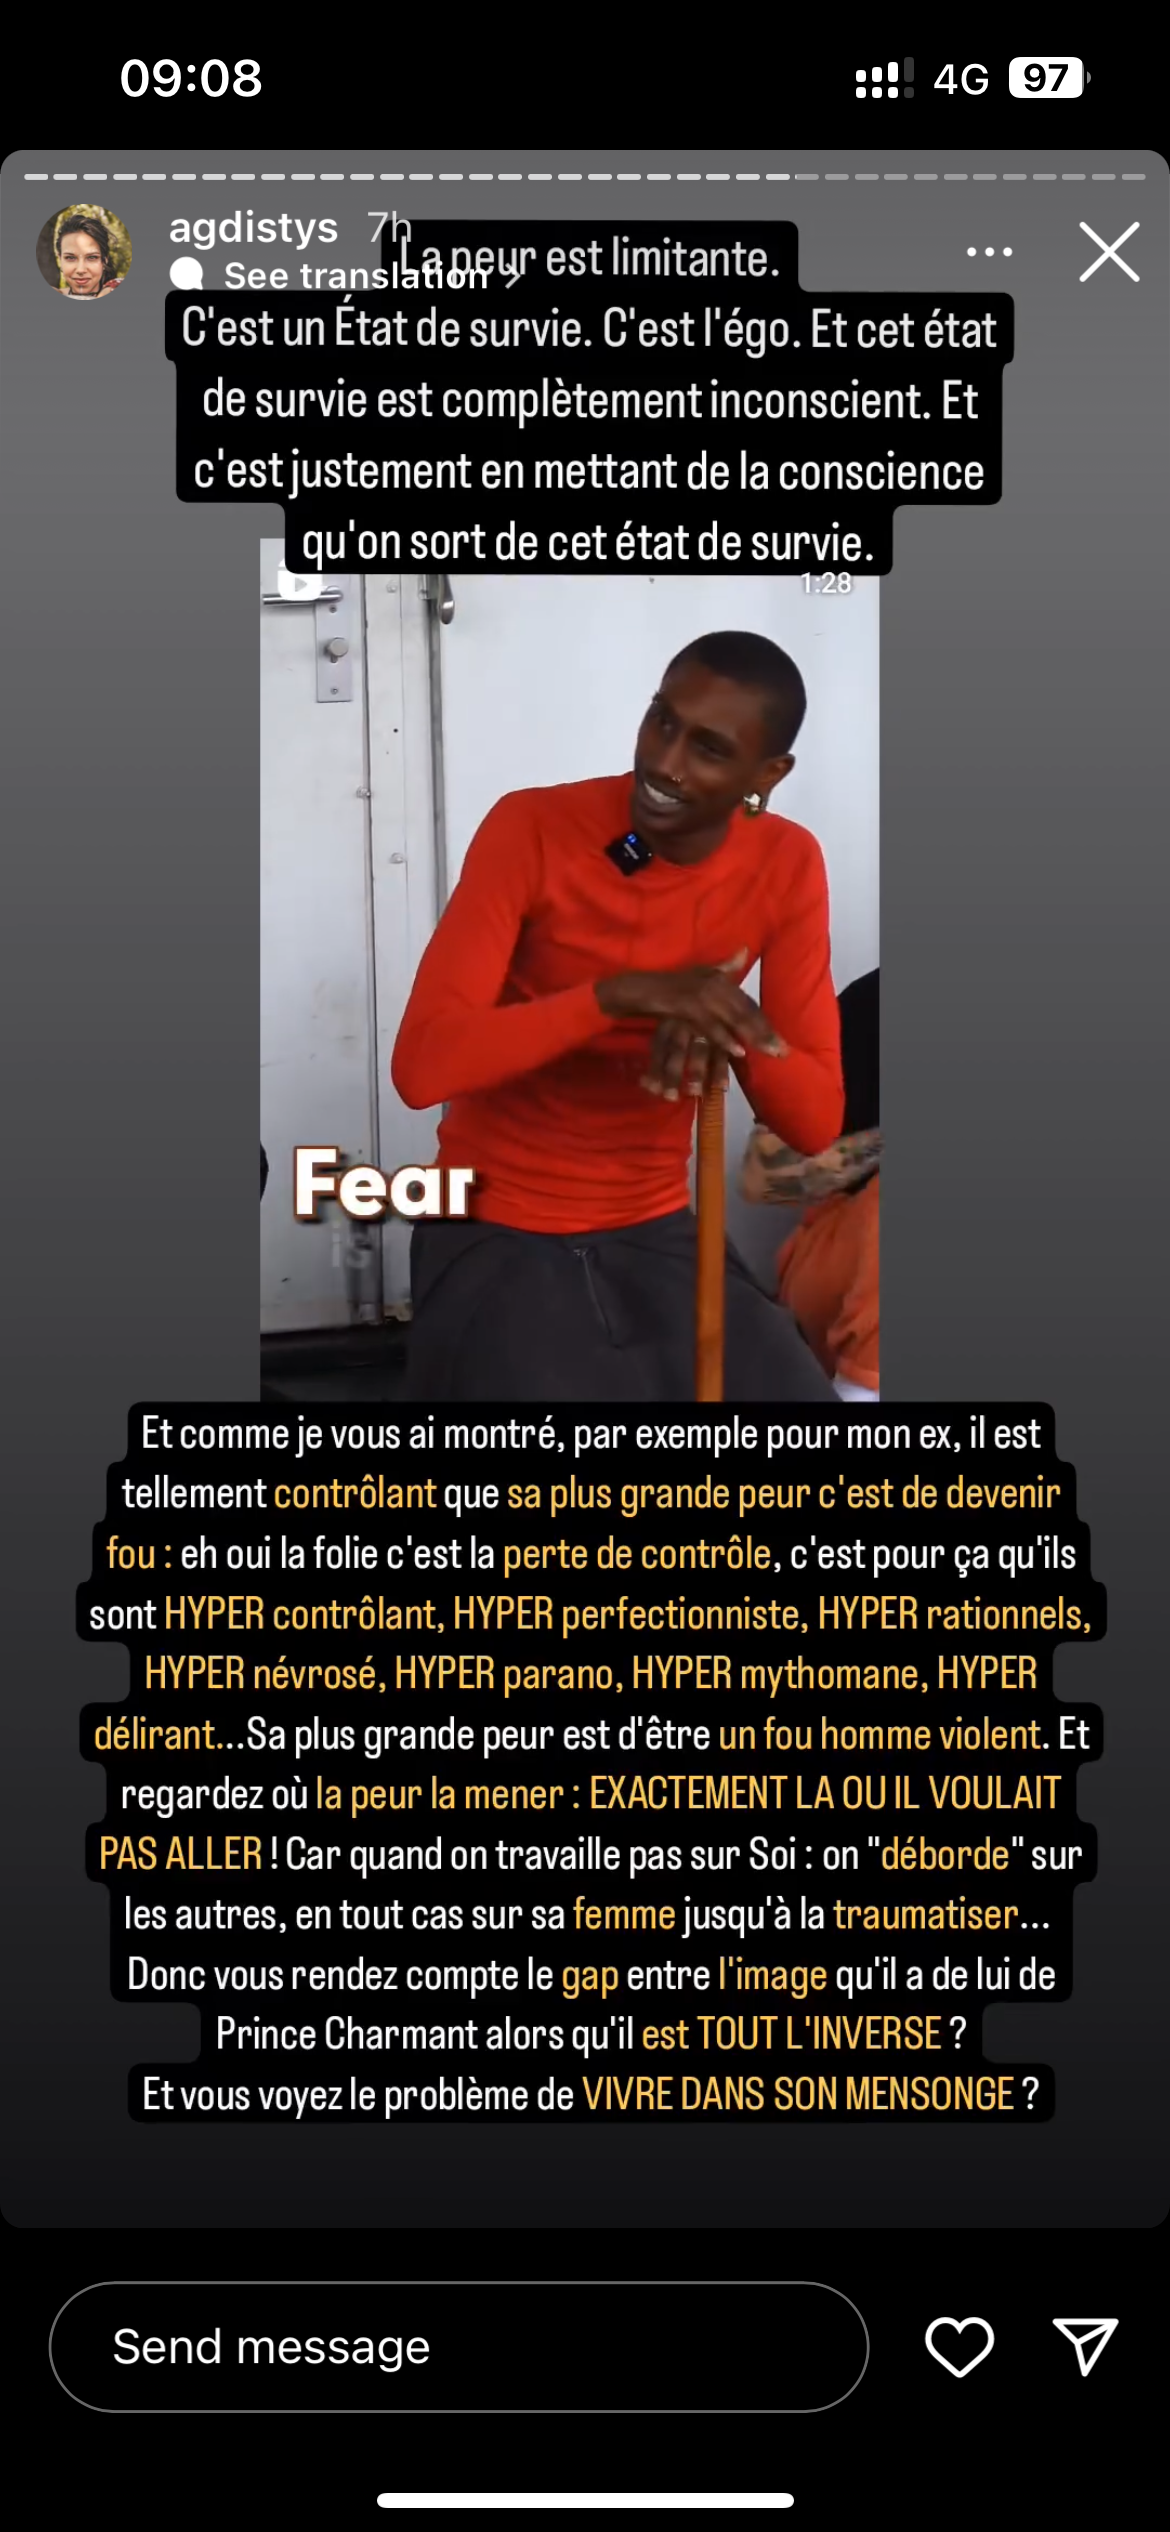 09:08
4G 97
agdistys 7h
See translation >
La peur est limitante.
C'est un État de survie. C'est l'égo. Et cet état
de survie est complètement inconscient. Et
c'est justement en mettant de la conscience
qu'on sort de cet état de survie.
1:28
Fear
is
Et comme je vous ai montré, par exemple pour mon ex, il est
tellement contrôlant que sa plus grande peur c'est de devenir
fou : eh oui la folie c'est la perte de contrôle, c'est pour ça qu'ils
sont HYPER contrôlant, HYPER perfectionniste, HYPER rationnels,
HYPER névrosé, HYPER parano, HYPER mythomane, HYPER
délirant...Sa plus grande peur est d'être un fou homme violent. Et
regardez où la peur la mener : EXACTEMENT LA OU IL VOULAIT
PAS ALLER ! Car quand on travaille pas sur Soi : on "déborde" sur
les autres, en tout cas sur sa femme jusqu'à la traumatiser...
Donc vous rendez compte le gap entre l'image qu'il a de lui de
Prince Charmant alors qu'il est TOUT L'INVERSE ?
Et vous voyez le problème de VIVRE DANS SON MENSONGE ?
Send message